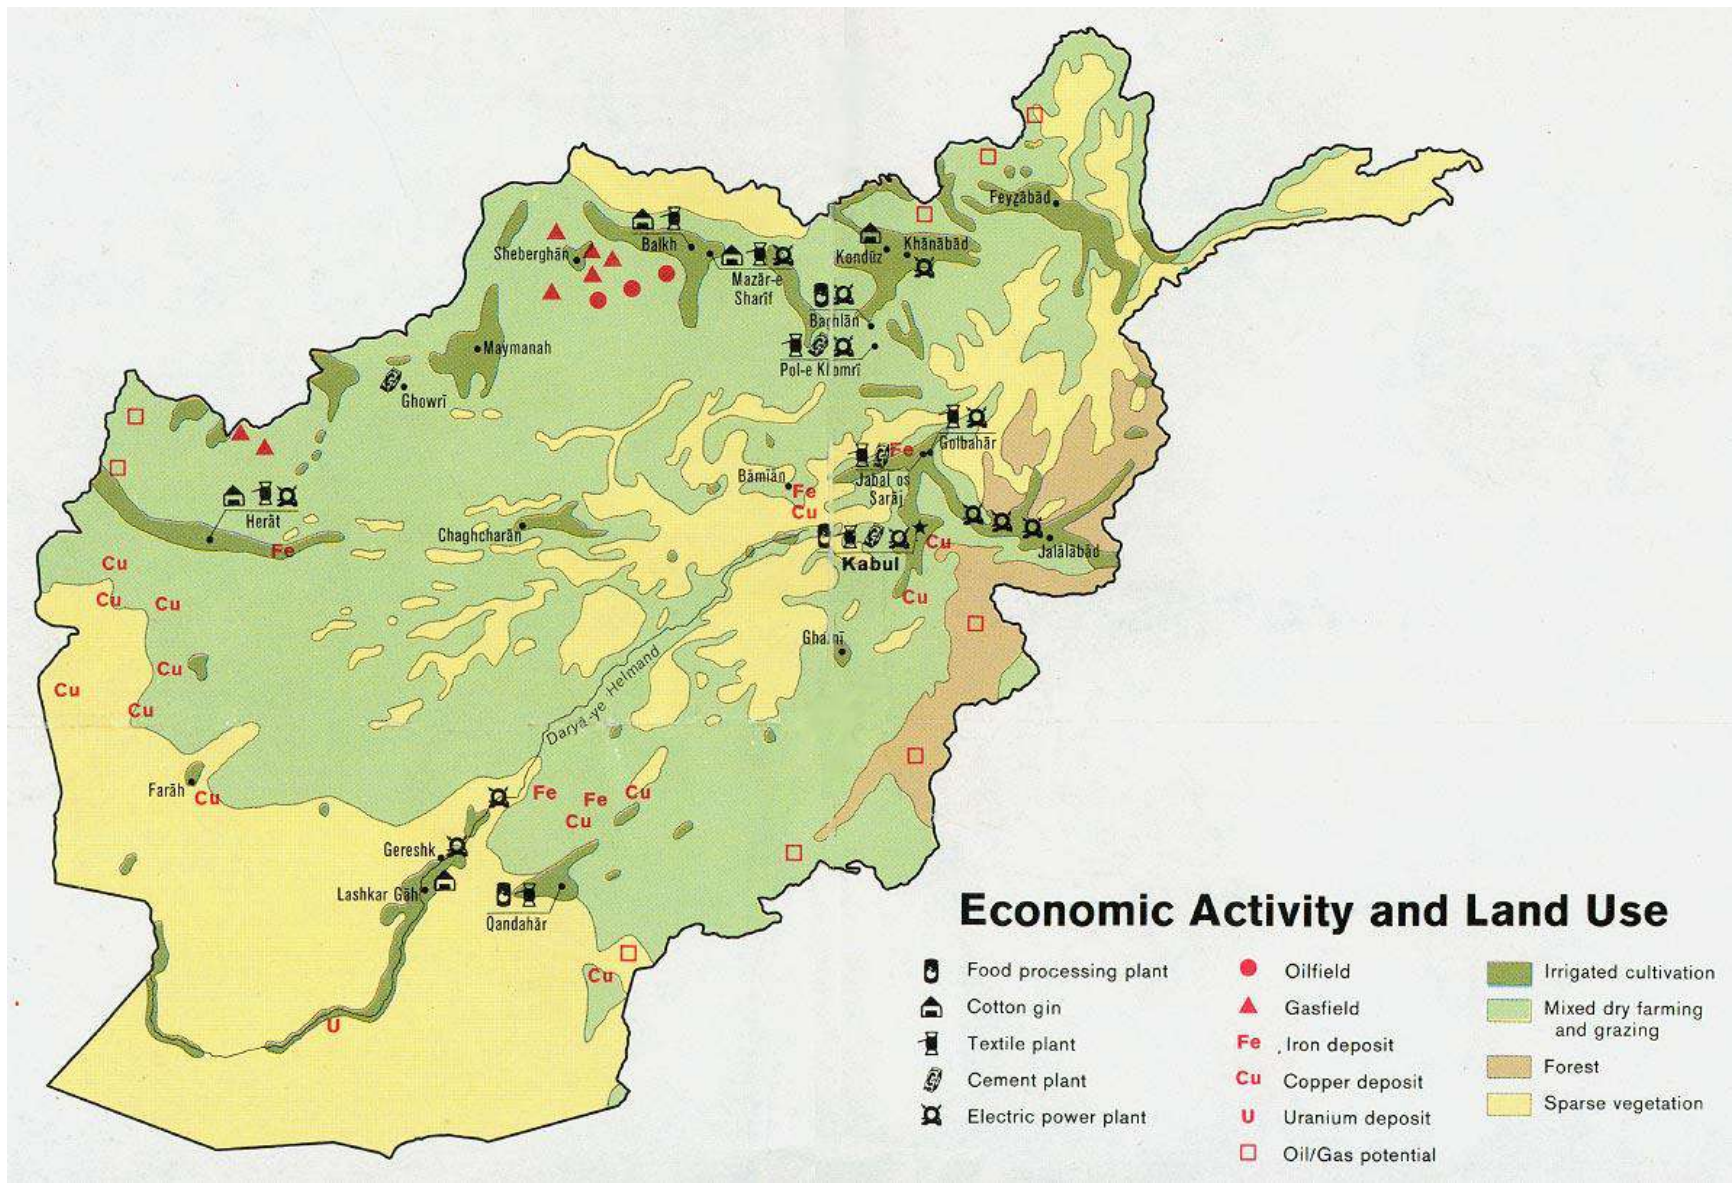 Feyzābād
Sheberghān
Balkh
Khānābād
Kondūz
Mazār-e
Sharīf
Baghlān
Maymanah
Pol-e Khomrī
Ghowrī
Golbahār
Fe
Jabal os
Sarāj
Bāmīān
Fe
Cu
Herāt
Chaghcharān
Fe
Cu
Jalālābād
Kabul
Cu
Cu
Cu
Cu
Ghaznī
Cu
Cu
Cu
Daryā-ye Helmand
Farāh
Cu
Fe
Fe
Cu
Cu
Gereshk
Lashkar Gāh
Qandahār
Cu
U
Economic Activity and Land Use
Food processing plant
Cotton gin
Textile plant
Cement plant
Electric power plant
Oilfield
Gasfield
Fe Iron deposit
Cu Copper deposit
U Uranium deposit
Oil/Gas potential
Irrigated cultivation
Mixed dry farming
and grazing
Forest
Sparse vegetation